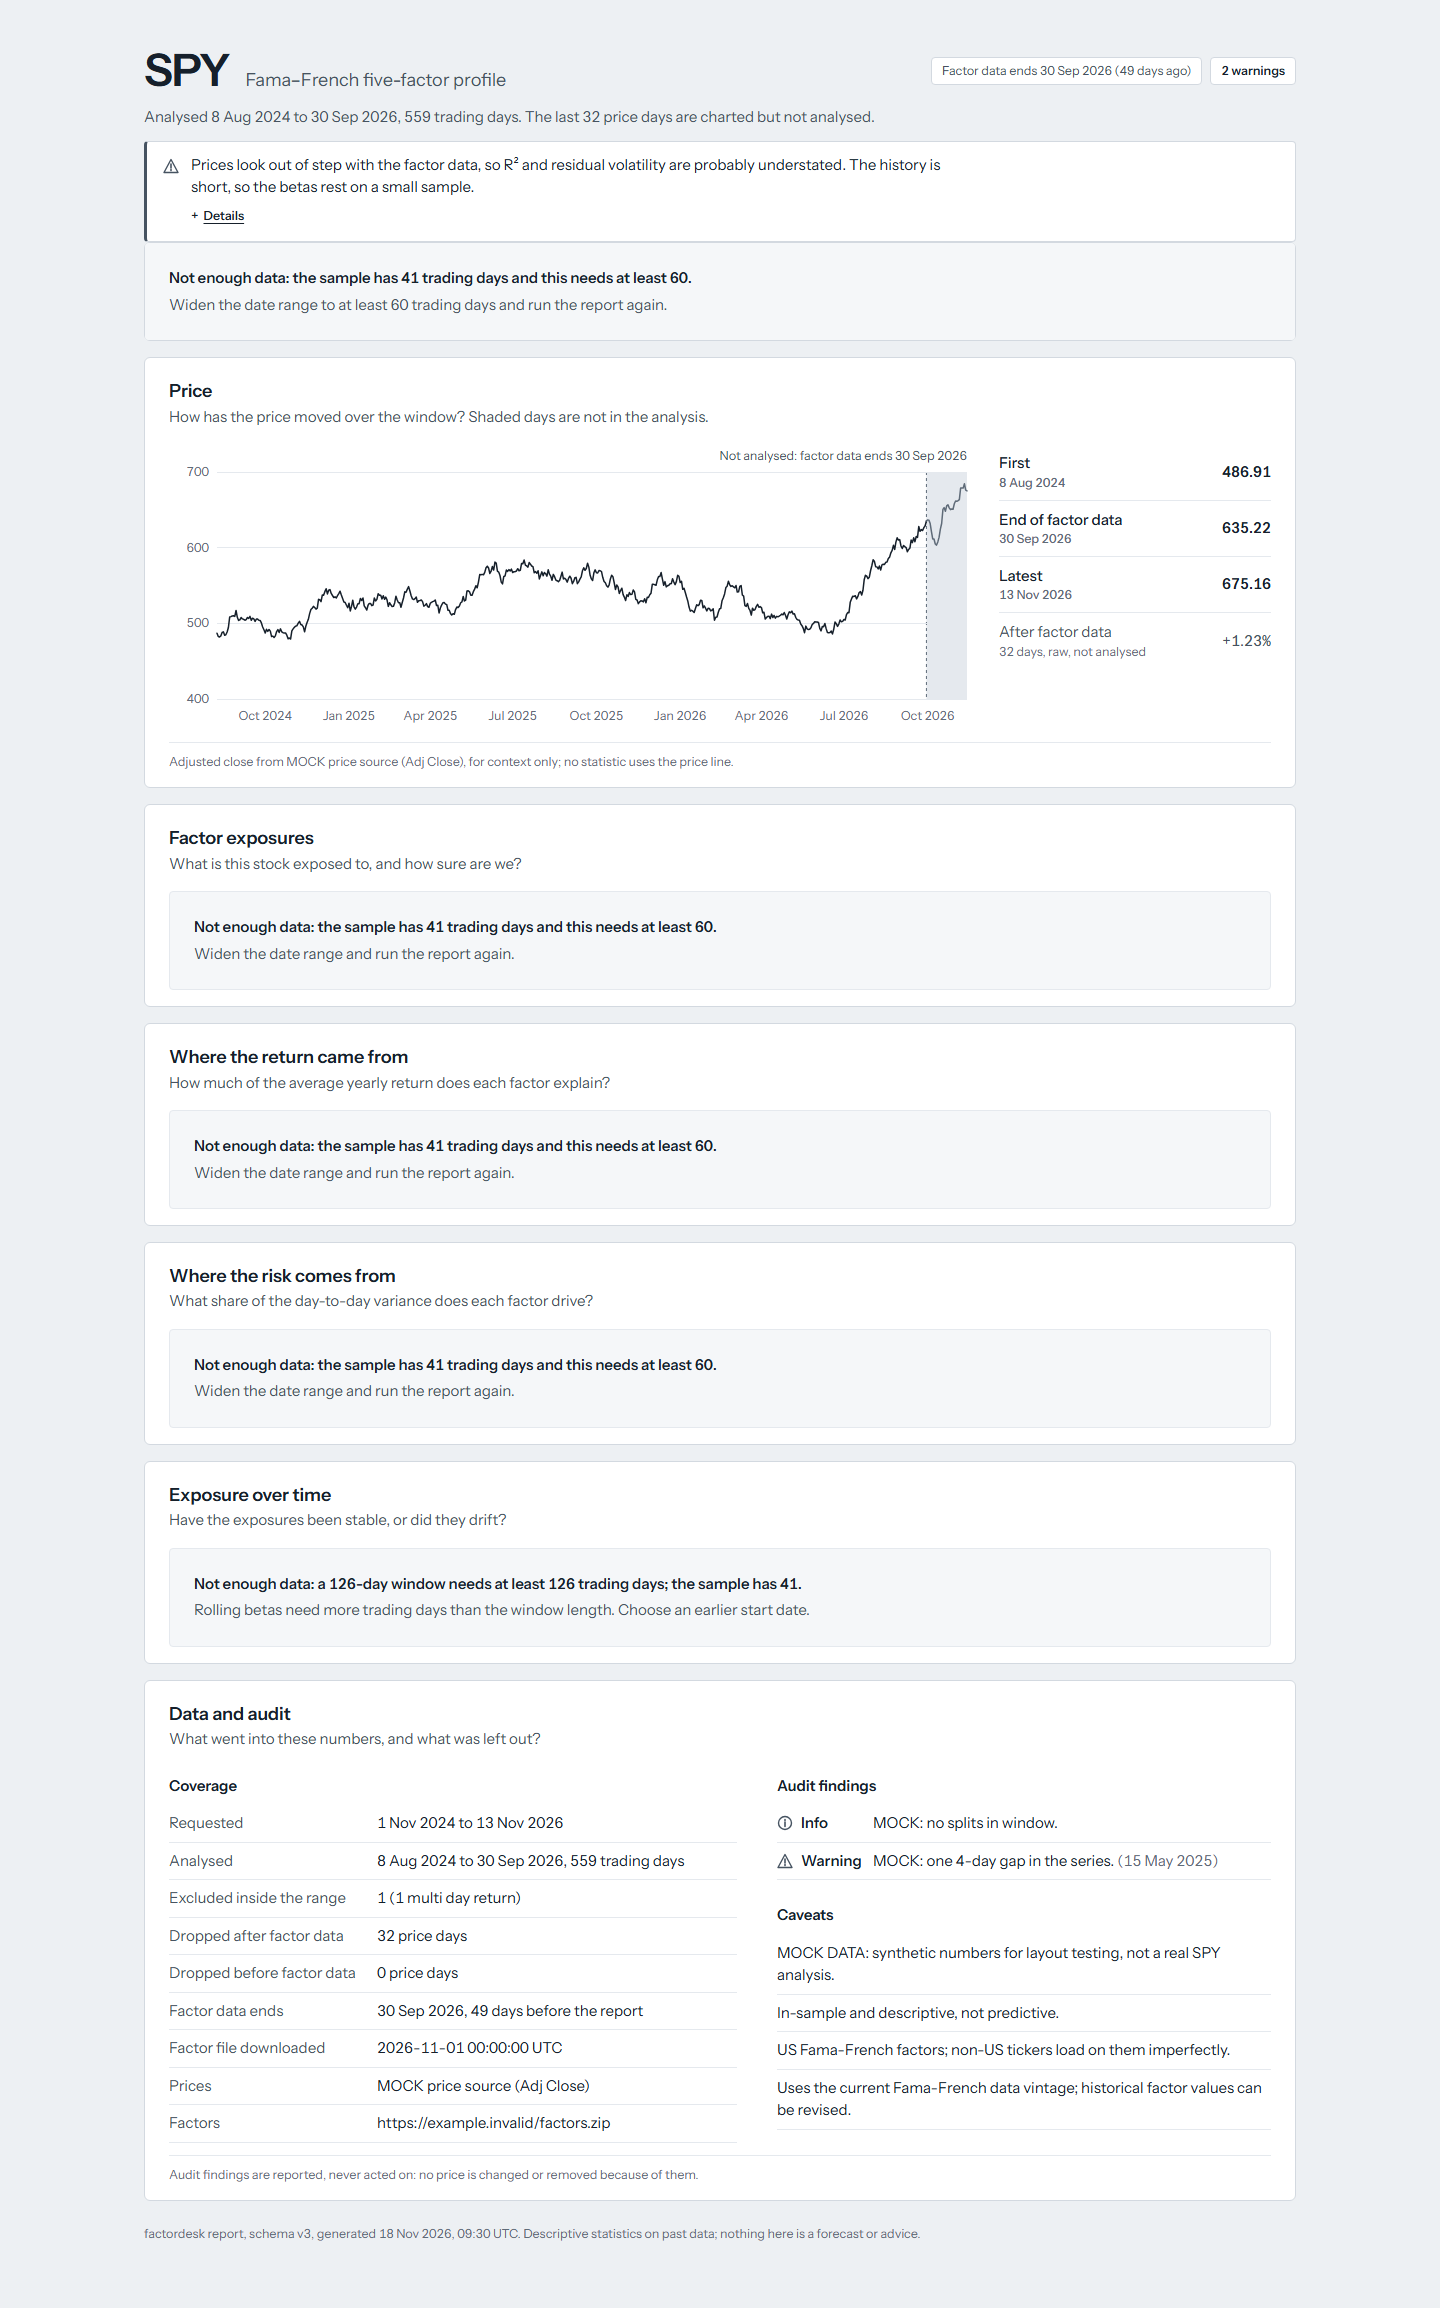 SPY Fama–French five-factor profile
Factor data ends 30 Sep 2026 (49 days ago)
2 warnings
Analysed 8 Aug 2024 to 30 Sep 2026, 559 trading days. The last 32 price days are charted but not analysed.
Prices look out of step with the factor data, so R² and residual volatility are probably understated. The history is
short, so the betas rest on a small sample.
+ Details
Not enough data: the sample has 41 trading days and this needs at least 60.
Widen the date range to at least 60 trading days and run the report again.
Price
How has the price moved over the window? Shaded days are not in the analysis.
Not analysed: factor data ends 30 Sep 2026
700
600
500
400
Oct 2024 Jan 2025 Apr 2025 Jul 2025 Oct 2025 Jan 2026 Apr 2026 Jul 2026 Oct 2026
First 486.91
8 Aug 2024
End of factor data 635.22
30 Sep 2026
Latest 675.16
13 Nov 2026
After factor data +1.23%
32 days, raw, not analysed
Adjusted close from MOCK price source (Adj Close), for context only; no statistic uses the price line.
Factor exposures
What is this stock exposed to, and how sure are we?
Not enough data: the sample has 41 trading days and this needs at least 60.
Widen the date range and run the report again.
Where the return came from
How much of the average yearly return does each factor explain?
Not enough data: the sample has 41 trading days and this needs at least 60.
Widen the date range and run the report again.
Where the risk comes from
What share of the day-to-day variance does each factor drive?
Not enough data: the sample has 41 trading days and this needs at least 60.
Widen the date range and run the report again.
Exposure over time
Have the exposures been stable, or did they drift?
Not enough data: a 126-day window needs at least 126 trading days; the sample has 41.
Rolling betas need more trading days than the window length. Choose an earlier start date.
Data and audit
What went into these numbers, and what was left out?
Coverage
Requested 1 Nov 2024 to 13 Nov 2026
Analysed 8 Aug 2024 to 30 Sep 2026, 559 trading days
Excluded inside the range 1 (1 multi day return)
Dropped after factor data 32 price days
Dropped before factor data 0 price days
Factor data ends 30 Sep 2026, 49 days before the report
Factor file downloaded 2026-11-01 00:00:00 UTC
Prices MOCK price source (Adj Close)
Factors https://example.invalid/factors.zip
Audit findings
Info MOCK: no splits in window.
Warning MOCK: one 4-day gap in the series. (15 May 2025)
Caveats
MOCK DATA: synthetic numbers for layout testing, not a real SPY
analysis.
In-sample and descriptive, not predictive.
US Fama-French factors; non-US tickers load on them imperfectly.
Uses the current Fama-French data vintage; historical factor values can
be revised.
Audit findings are reported, never acted on: no price is changed or removed because of them.
factordesk report, schema v3, generated 18 Nov 2026, 09:30 UTC. Descriptive statistics on past data; nothing here is a forecast or advice.